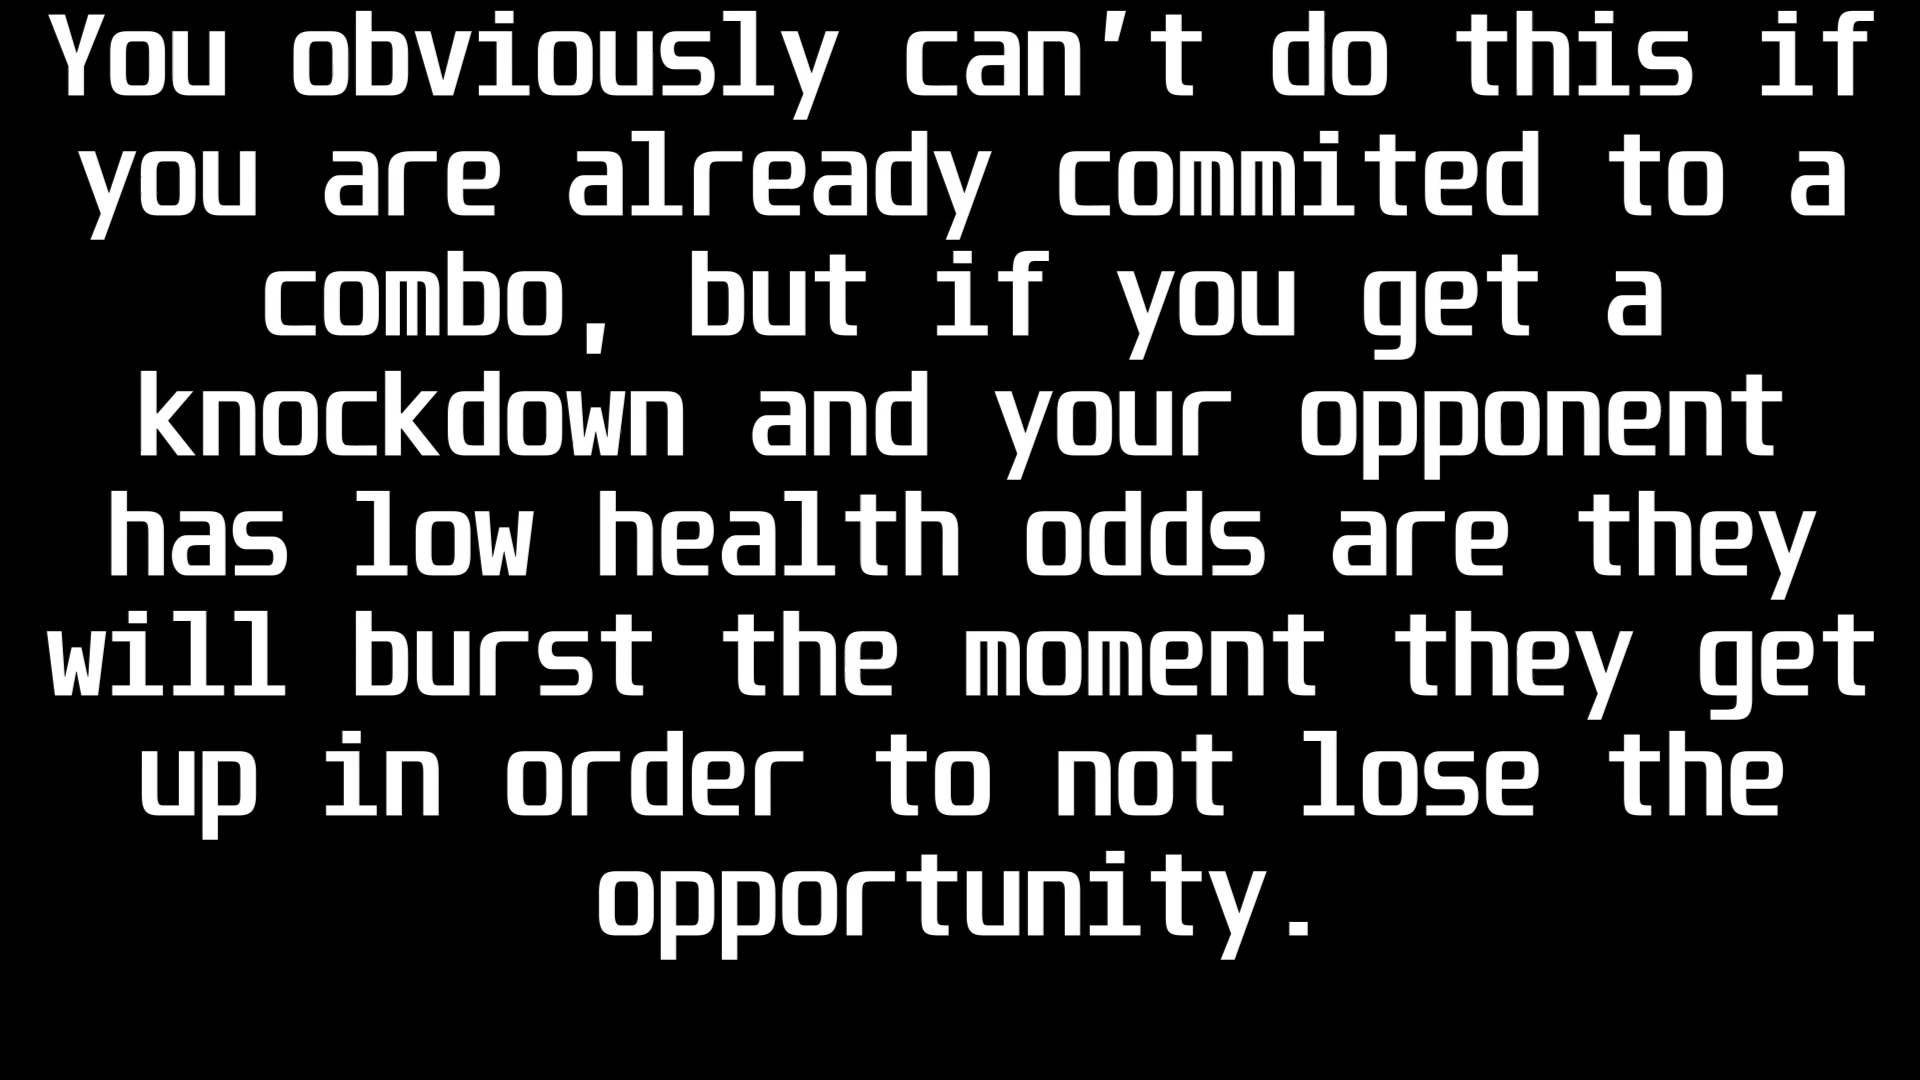 You obviously can't do this if
you are already commited to a
combo, but if you get a
knockdown and your opponent
has low health odds are they
will burst the moment they get
up in order to not lose the
opportunity.